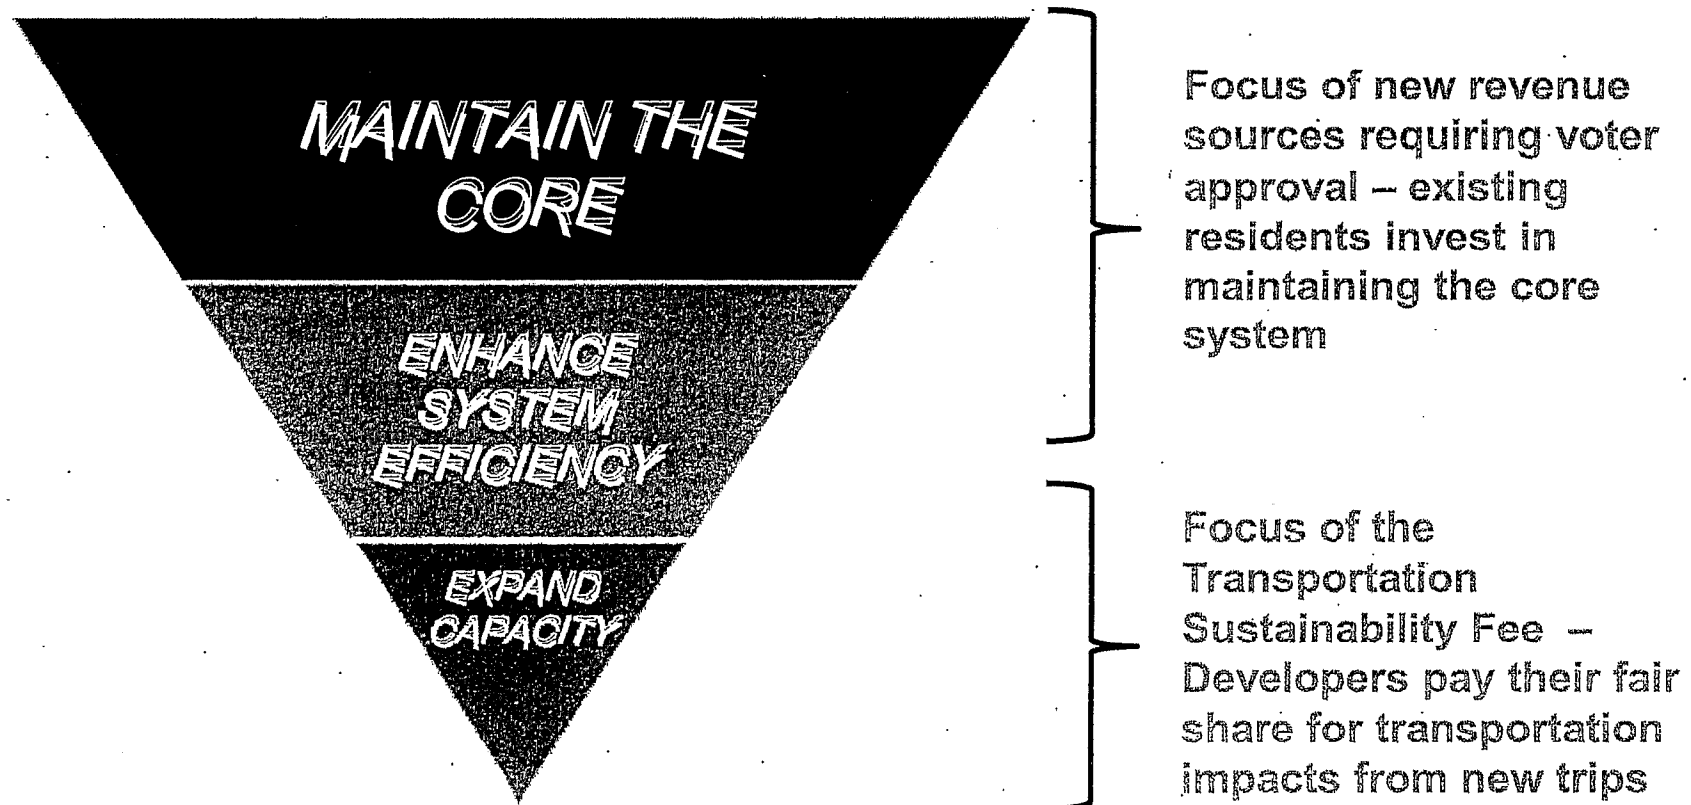 MAINTAIN THE
CORE
ENHANCE
SYSTEM
EFFICIENCY
EXPAND
CAPACITY
Focus of new revenue
sources requiring voter
approval – existing
residents invest in
maintaining the core
system
Focus of the
Transportation
Sustainability Fee –
Developers pay their fair
share for transportation
impacts from new trips